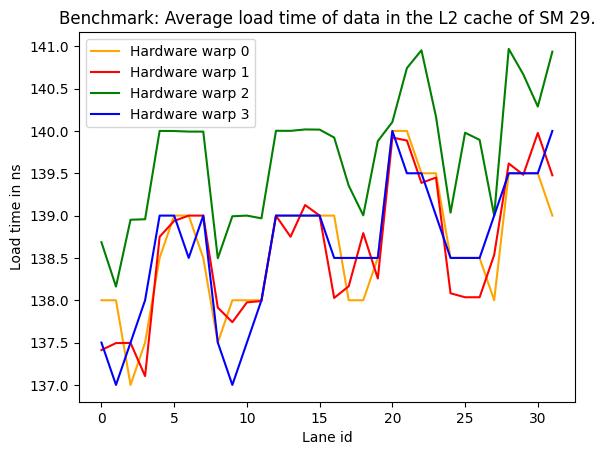 Benchmark: Average load time of data in the L2 cache of SM 29.
Hardware warp 0
Hardware warp 1
Hardware warp 2
Hardware warp 3
Load time in ns
141.0
140.5
140.0
139.5
139.0
138.5
138.0
137.5
137.0
0 5 10 15 20 25 30
Lane id